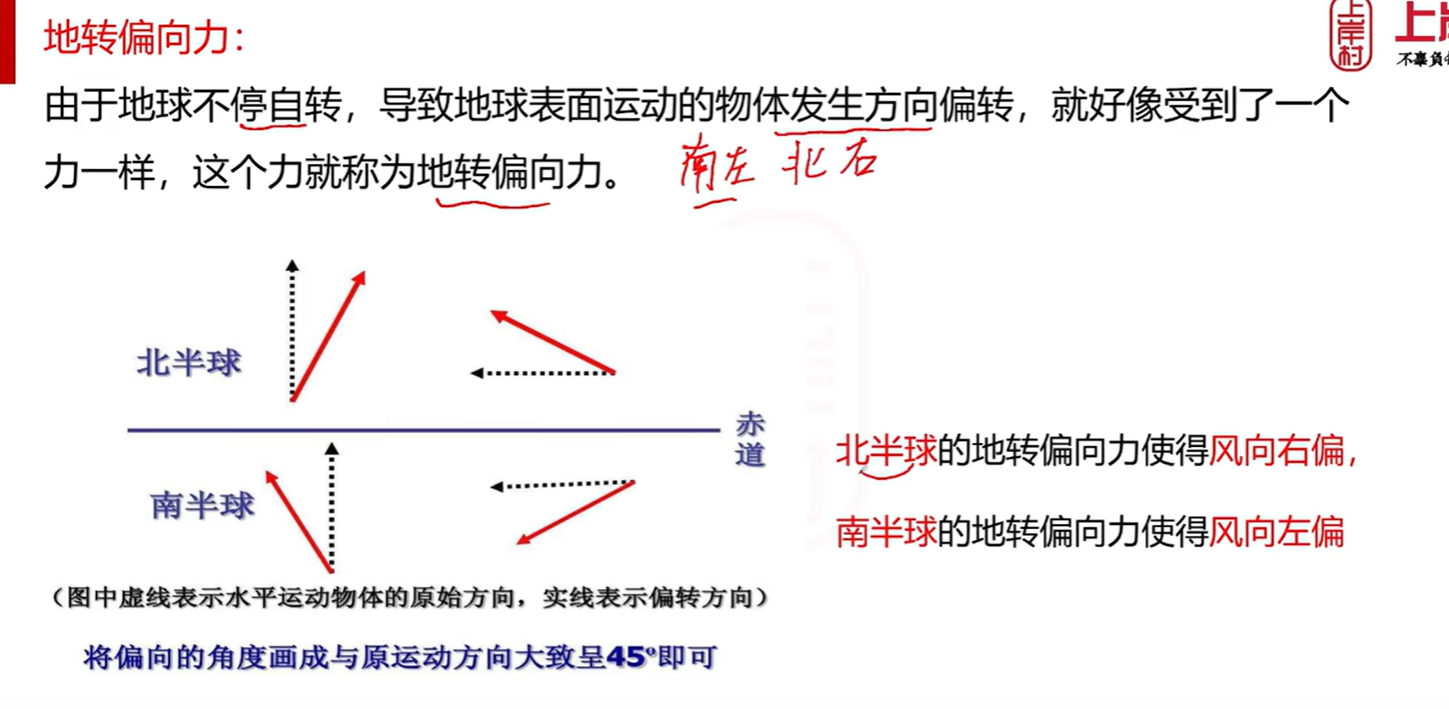 地转偏向力：
上岸村
上岸
由于地球不停自转，导致地球表面运动的物体发生方向偏转，就好像受到了一个
力一样，这个力就称为地转偏向力。
南左 北右
北半球
赤道
南半球
北半球的地转偏向力使得风向右偏，
南半球的地转偏向力使得风向左偏
（图中虚线表示水平运动物体的原始方向，实线表示偏转方向）
将偏向的角度画成与原运动方向大致呈45º即可